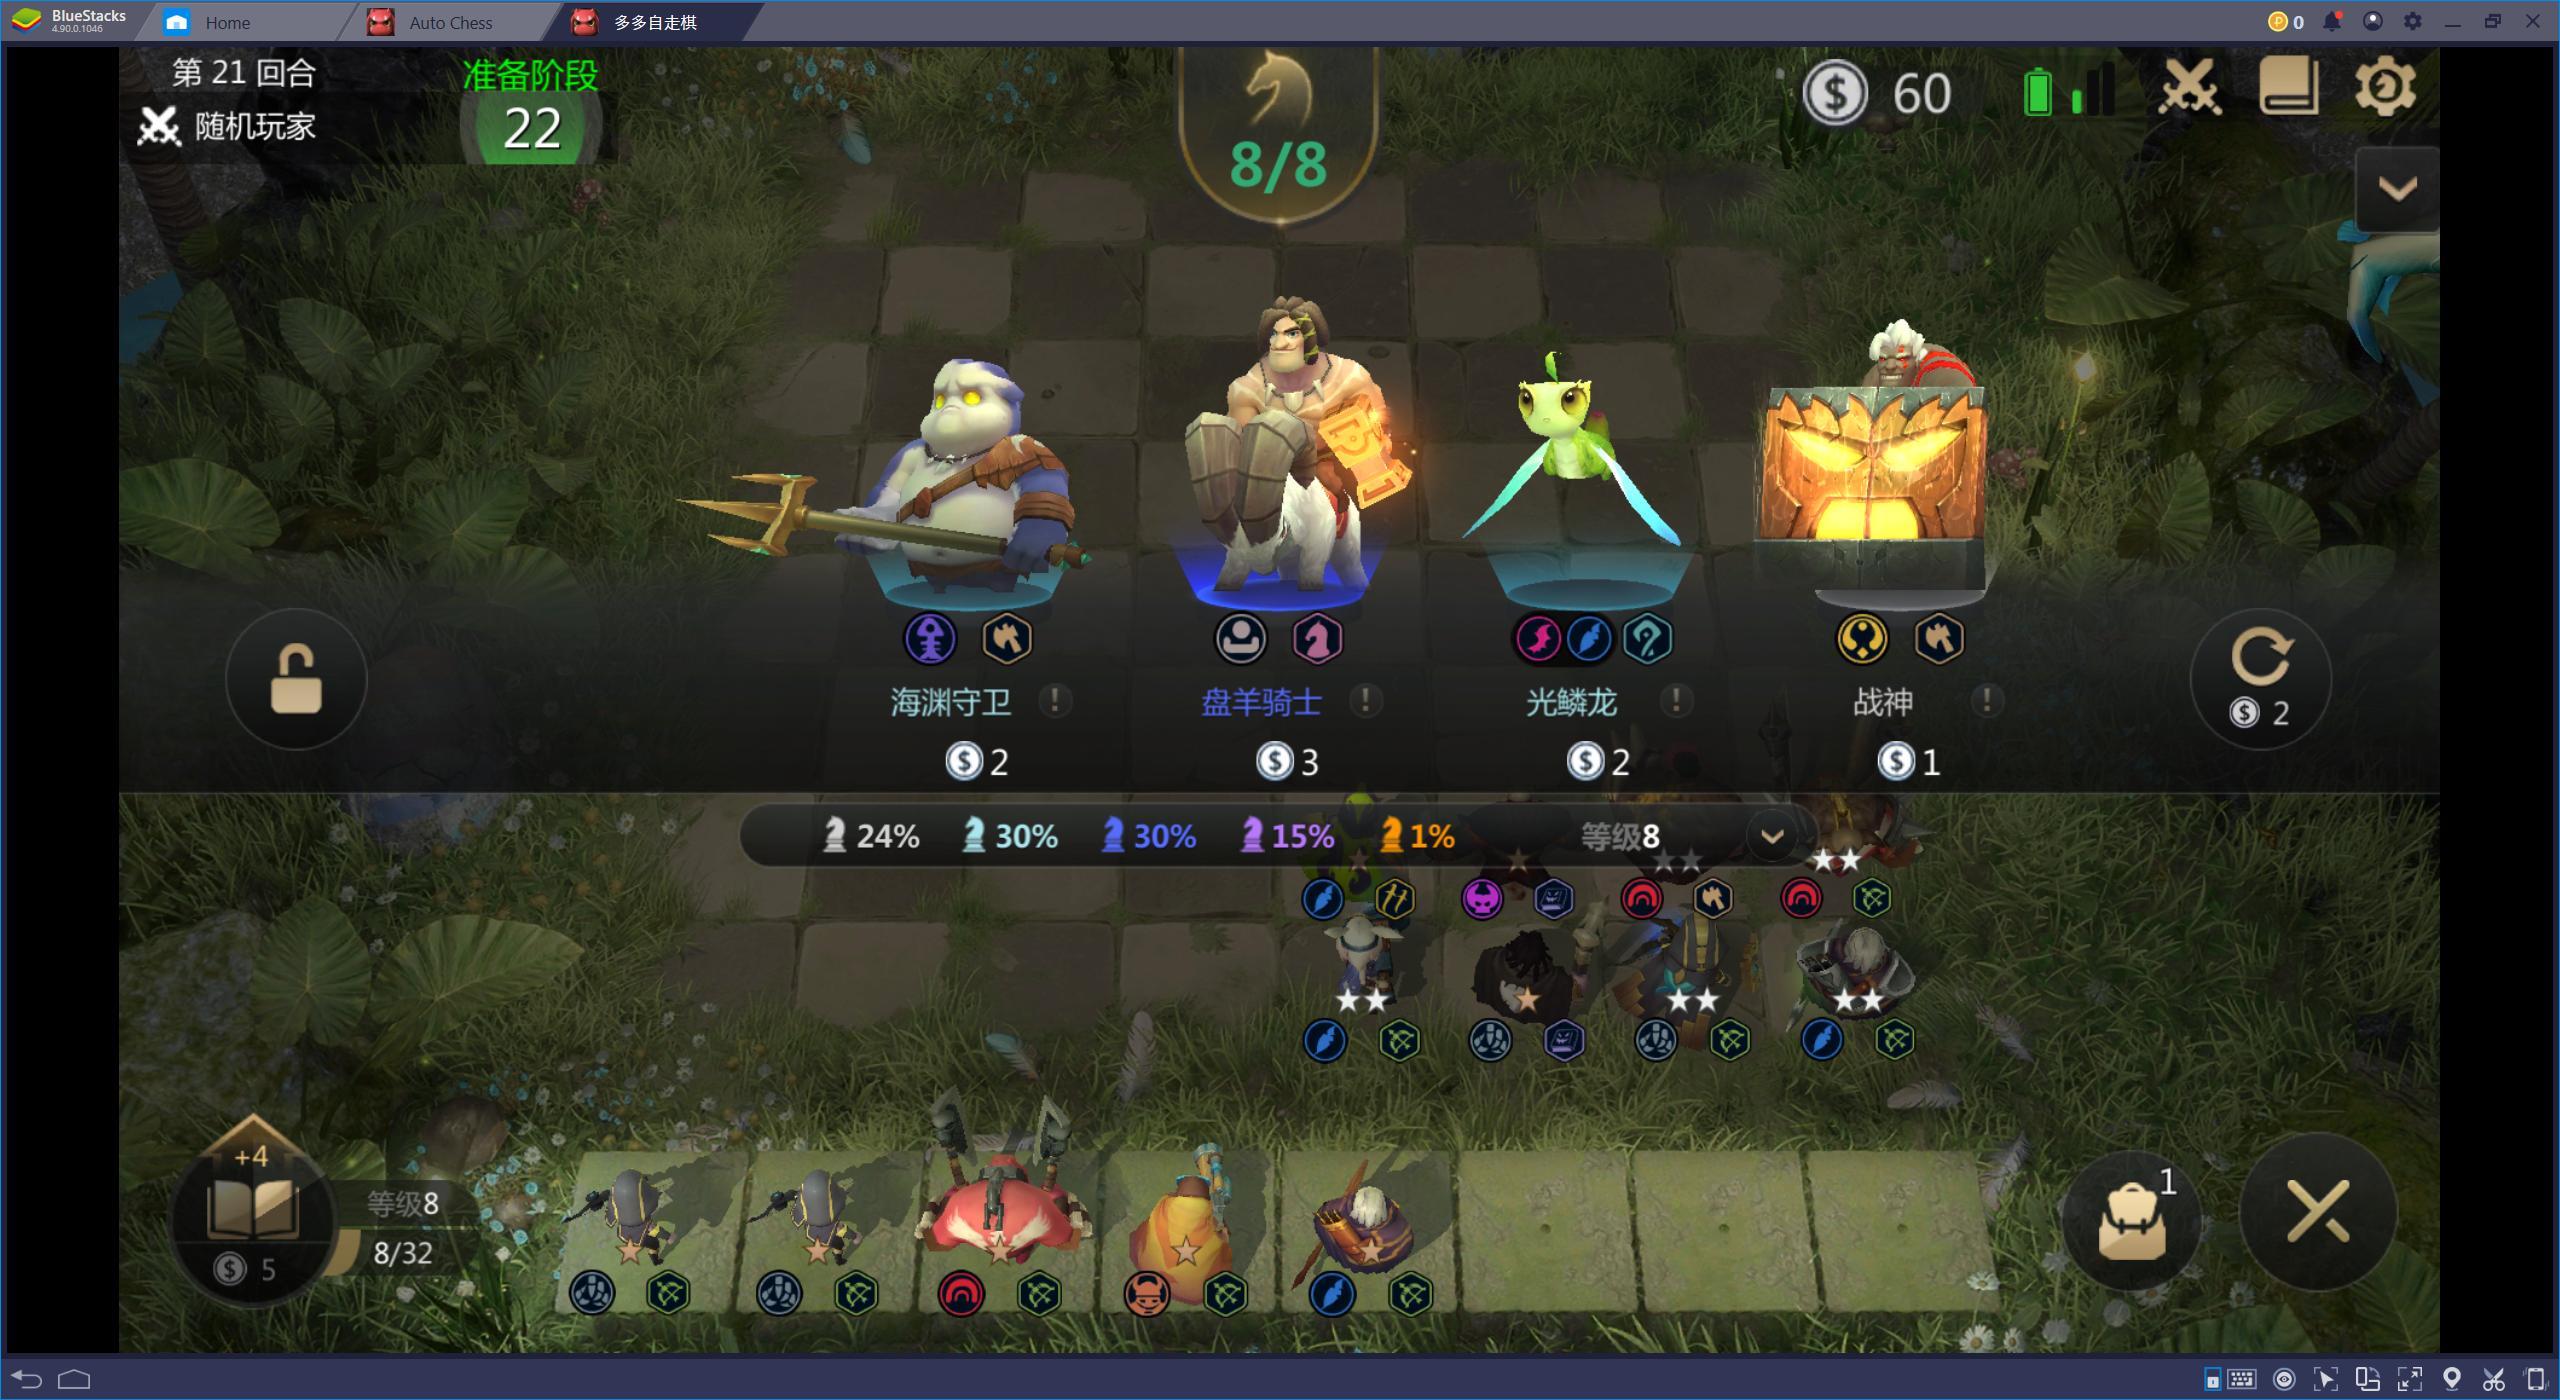 BlueStacks
4.90.0.1046
Home
Auto Chess
多多自走棋
0
第 21 回合
准备阶段
随机玩家
22
8/8
60
海渊守卫
盘羊骑士
光鳞龙
战神
2
3
2
1
2
24%
30%
30%
15%
1%
等级8
+4
等级8
8/32
5
1